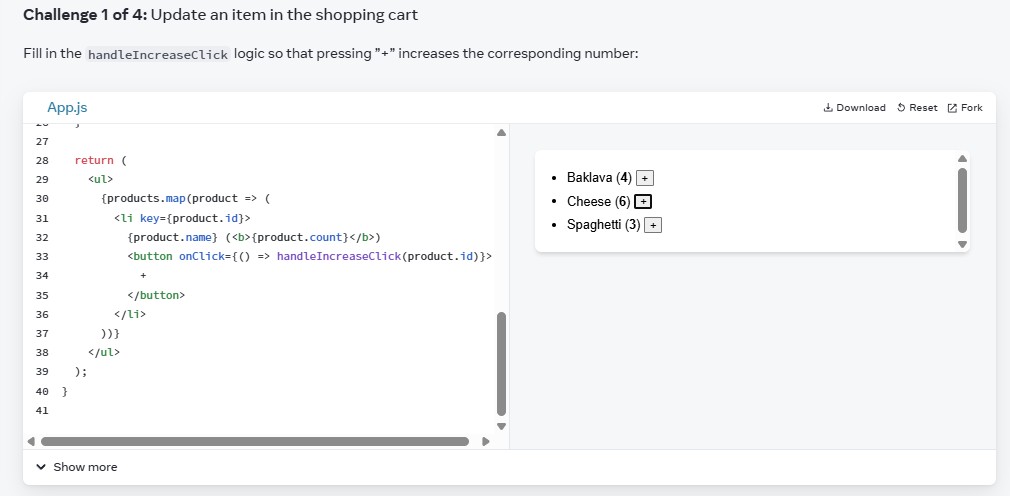 Challenge 1 of 4: Update an item in the shopping cart
Fill in the handleIncreaseClick logic so that pressing ”+” increases the corresponding number:
App.js
Download Reset Fork
27
28 return (
29 <ul>
30 {products.map(product => (
31 <li key={product.id}>
32 {product.name} (<b>{product.count}</b>)
33 <button onClick={() => handleIncreaseClick(product.id)}>
34 +
35 </button>
36 </li>
37 ))}
38 </ul>
39 );
40 }
41
• Baklava (4) +
• Cheese (6) +
• Spaghetti (3) +
Show more